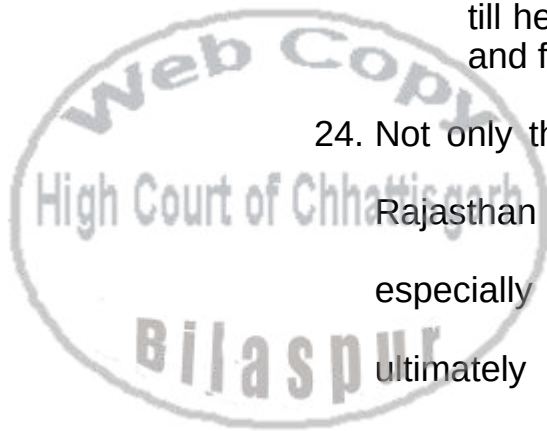 till he
and f
Web Copy
24. Not only th
High Court of Chhattisgarh
Rajasthan
especially
Bilaspur
ultimately